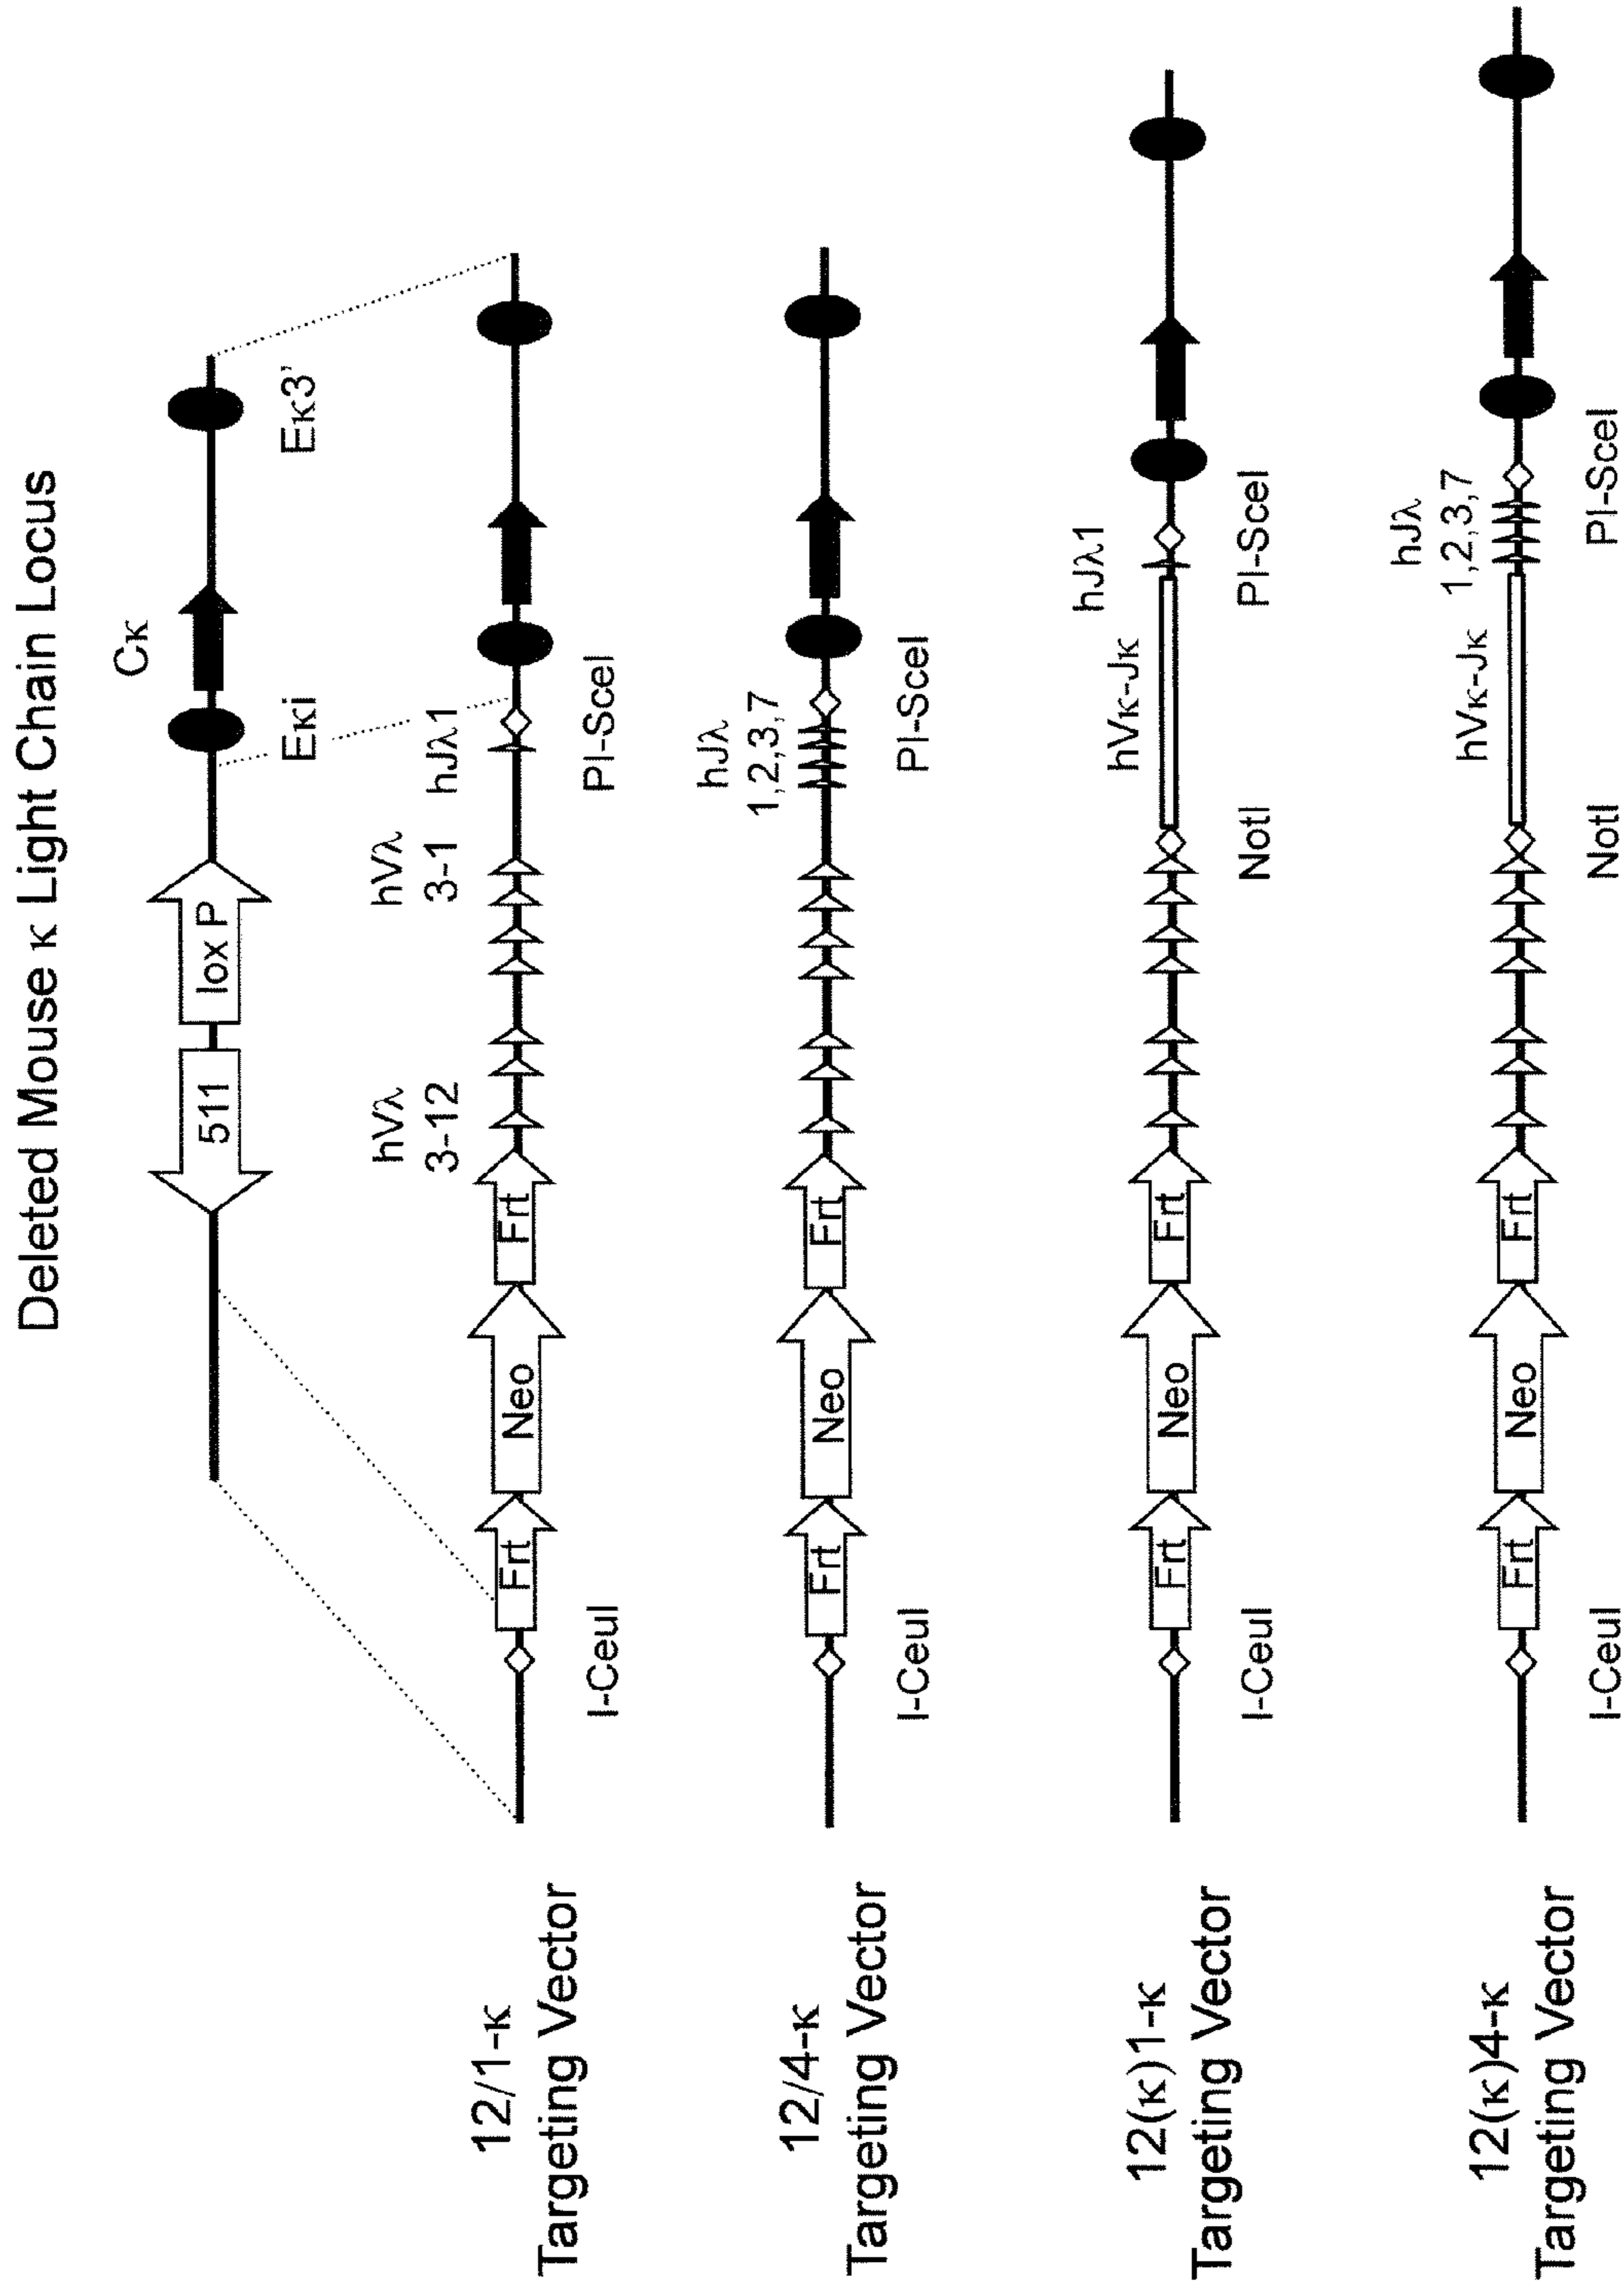 Deleted Mouse κ Light Chain Locus
511
lox P
Cκ
Eκi
Eκ3'
12/1-κ
Targeting Vector
hVλ
3-12
hVλ
3-1
hJλ1
Frt
Neo
Frt
I-CeuI
PI-SceI
12/4-κ
Targeting Vector
hJλ
1,2,3,7
Frt
Neo
Frt
I-CeuI
PI-SceI
12(κ)1-κ
Targeting Vector
hVκ-Jκ
hJλ1
Frt
Neo
Frt
I-CeuI
NotI
PI-SceI
12(κ)4-κ
Targeting Vector
hVκ-Jκ
hJλ
1,2,3,7
Frt
Neo
Frt
I-CeuI
NotI
PI-SceI